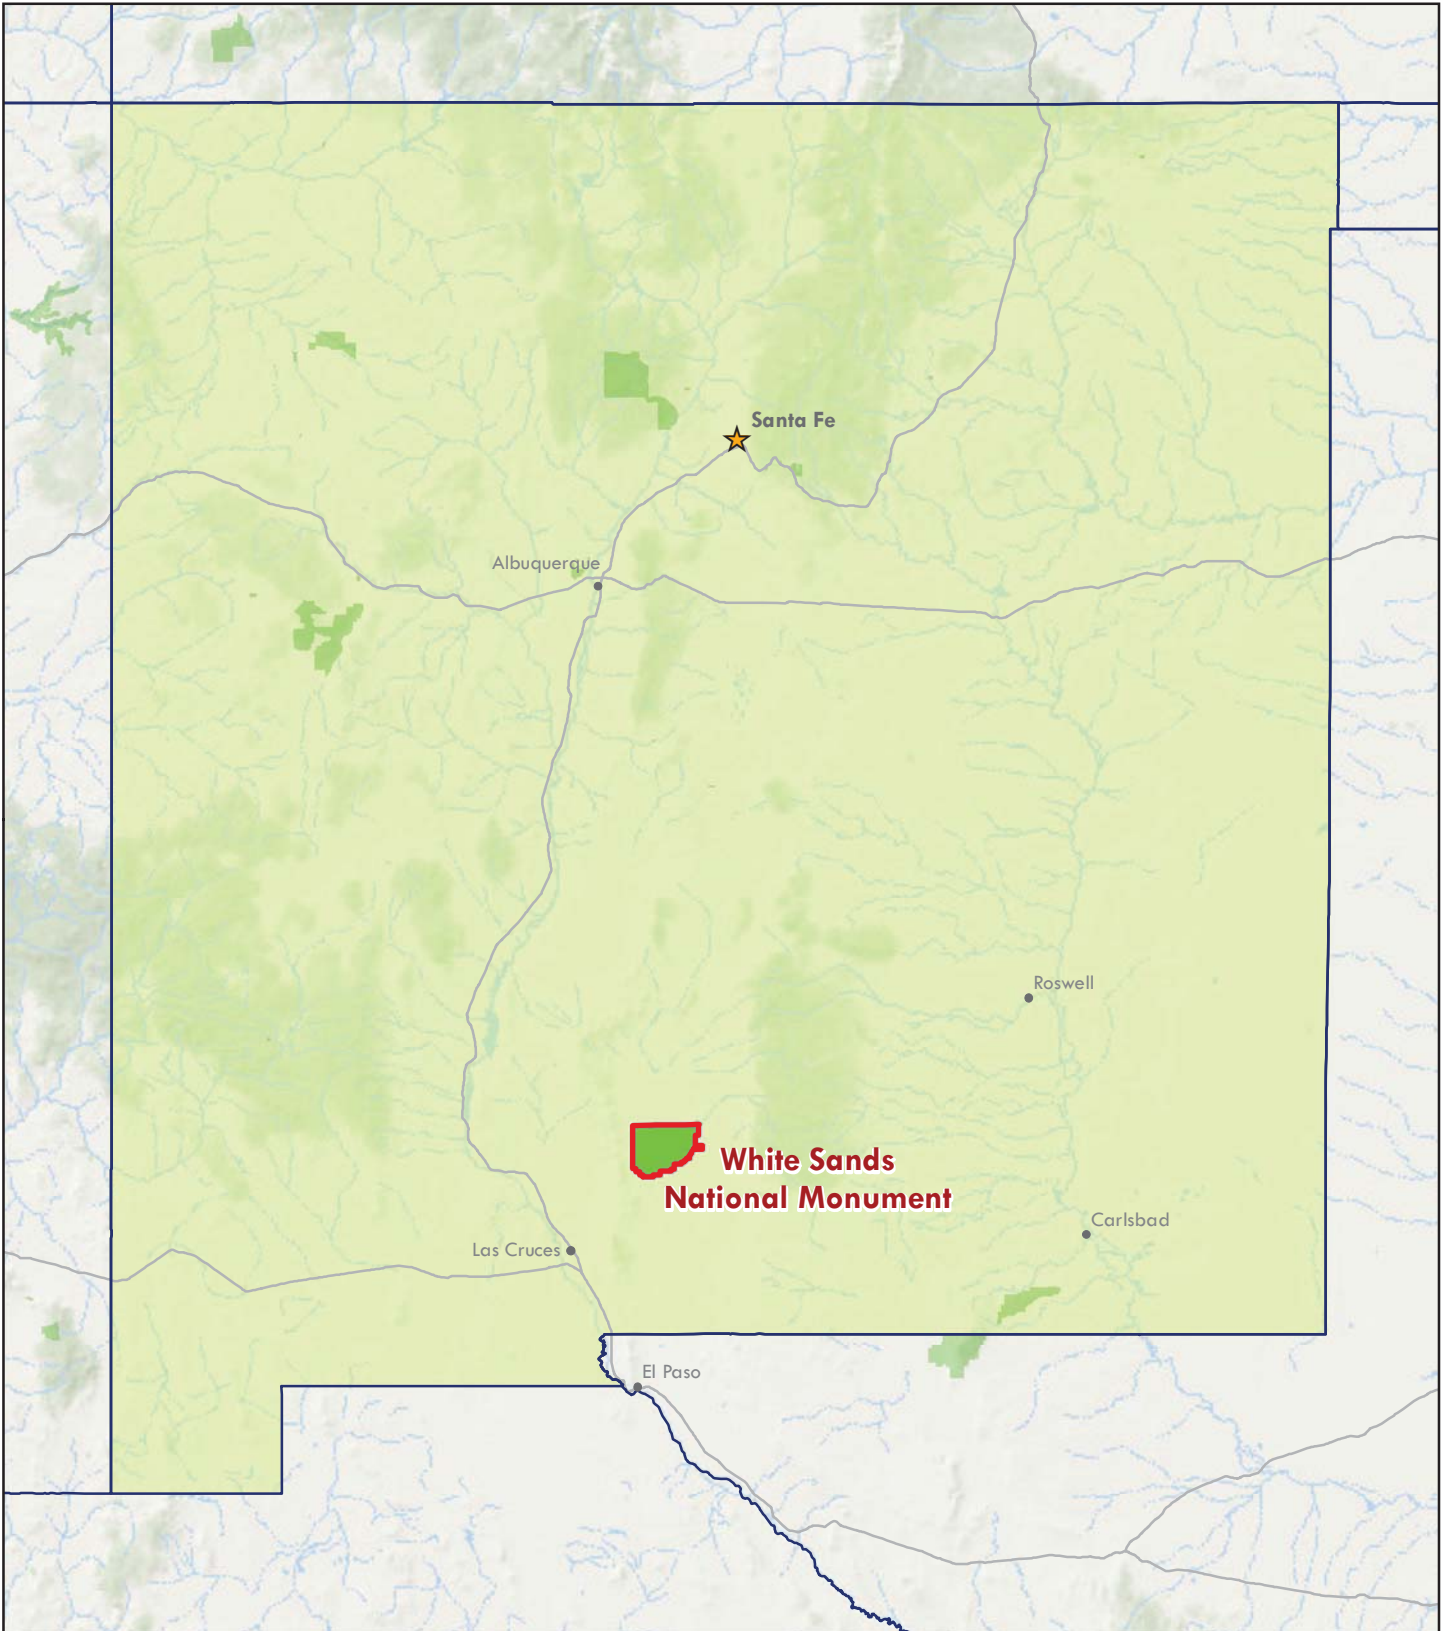 Santa Fe
Albuquerque
Roswell
White Sands
National Monument
Carlsbad
Las Cruces
El Paso